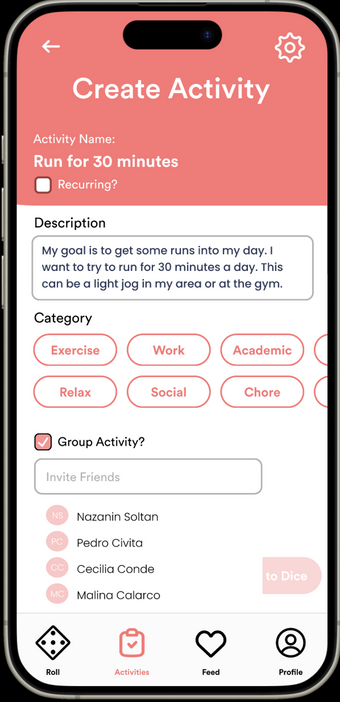 Create Activity
Activity Name:
Run for 30 minutes
Recurring?
Description
My goal is to get some runs into my day. I
want to try to run for 30 minutes a day. This
can be a light jog in my area or at the gym.
Category
Exercise
Work
Academic
Relax
Social
Chore
Group Activity?
Invite Friends
NS
Nazanin Soltan
PC
Pedro Civita
CC
Cecilia Conde
to Dice
MC
Malina Calarco
Roll
Activities
Feed
Profile